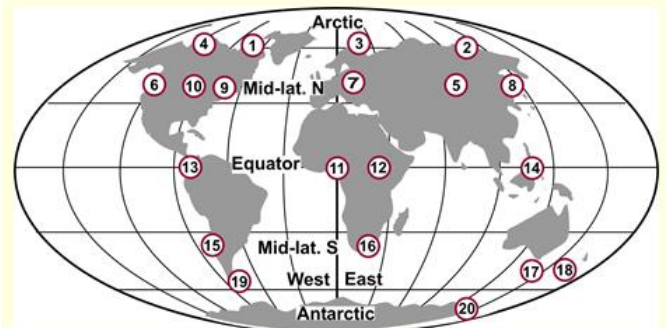 Arctic
4 1 3 2
6 10 9 Mid-lat. N 7 5 8
13 Equator 11 12 14
15 Mid-lat. S 16
19 West East 17 18
Antarctic 20